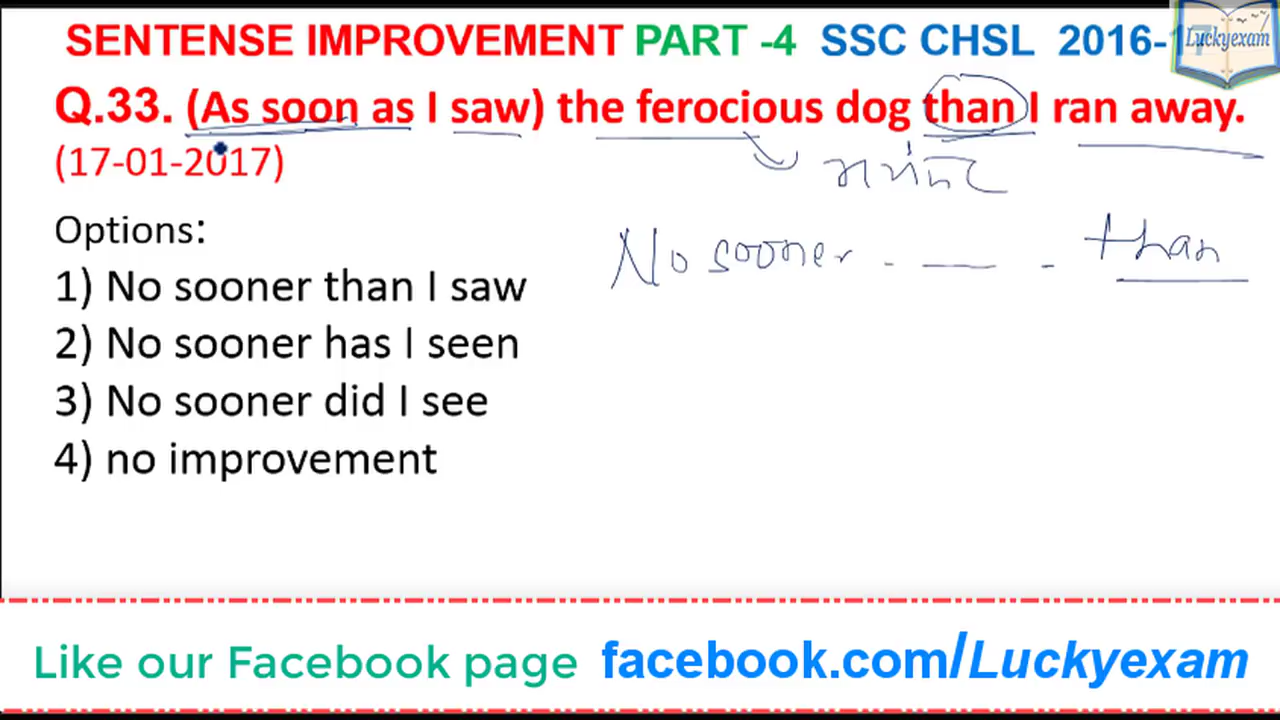 SENTENSE IMPROVEMENT PART -4 SSC CHSL 2016-17
Luckyexam
Q.33. (As soon as I saw) the ferocious dog than I ran away.
(17-01-2017)
Options:
No sooner - — - than
1) No sooner than I saw
2) No sooner has I seen
3) No sooner did I see
4) no improvement
Like our Facebook page facebook.com/Luckyexam